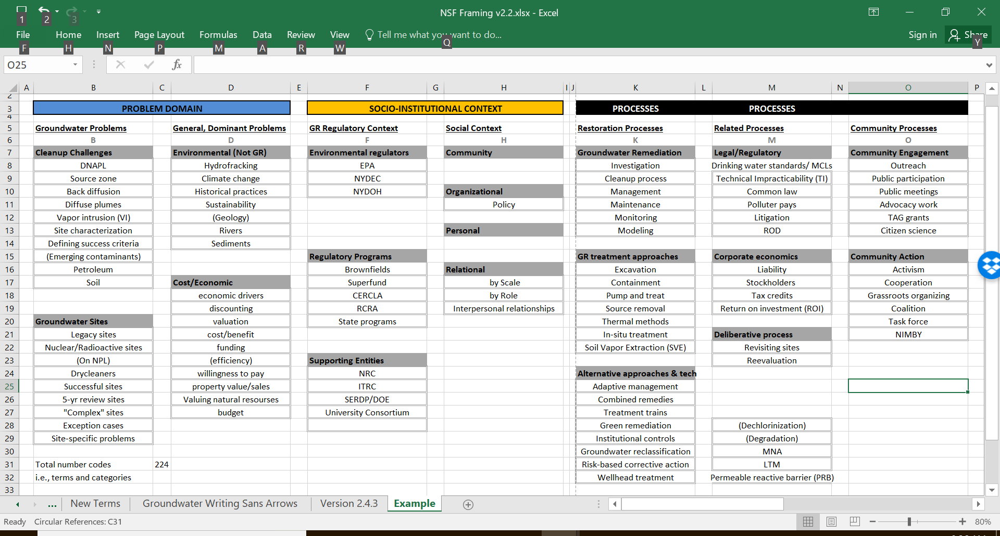 NSF Framing v2.2.xlsx - Excel
1 2 3
File Home Insert Page Layout Formulas Data Review View Tell me what you want to do... Sign in Share
F H N P M A R W Q Y
O25 fx
A B C D E F G H I J K L M N O P
2
3 PROBLEM DOMAIN SOCIO-INSTITUTIONAL CONTEXT PROCESSES PROCESSES
4
5 Groundwater Problems General, Dominant Problems GR Regulatory Context Social Context Restoration Processes Related Processes Community Processes
6 B D F H K M O
7 Cleanup Challenges Environmental (Not GR) Environmental regulators Community Groundwater Remediation Legal/Regulatory Community Engagement
8 DNAPL Hydrofracking EPA Investigation Drinking water standards/ MCLs Outreach
9 Source zone Climate change NYDEC Cleanup process Technical Impracticability (TI) Public participation
10 Back diffusion Historical practices NYDOH Organizational Management Common law Public meetings
11 Diffuse plumes Sustainability Policy Maintenance Polluter pays Advocacy work
12 Vapor intrusion (VI) (Geology) Monitoring Litigation TAG grants
13 Site characterization Rivers Personal Modeling ROD Citizen science
14 Defining success criteria Sediments
15 (Emerging contaminants) Regulatory Programs GR treatment approaches Corporate economics Community Action
16 Petroleum Brownfields Relational Excavation Liability Activism
17 Soil Cost/Economic Superfund by Scale Containment Stockholders Cooperation
18 economic drivers CERCLA by Role Pump and treat Tax credits Grassroots organizing
19 discounting RCRA Interpersonal relationships Source removal Return on investment (ROI) Coalition
20 Groundwater Sites valuation State programs Thermal methods Task force
21 Legacy sites cost/benefit In-situ treatment Deliberative process NIMBY
22 Nuclear/Radioactive sites funding Soil Vapor Extraction (SVE) Revisiting sites
23 (On NPL) (efficiency) Supporting Entities Reevaluation
24 Drycleaners willingness to pay NRC Alternative approaches & tech
25 Successful sites property value/sales ITRC Adaptive management
26 5-yr review sites Valuing natural resourses SERDP/DOE Combined remedies
27 "Complex" sites budget University Consortium Treatment trains
28 Exception cases Green remediation (Dechlorinization)
29 Site-specific problems Institutional controls (Degradation)
30 Groundwater reclassification MNA
31 Total number codes 224 Risk-based corrective action LTM
32 i.e., terms and categories Wellhead treatment Permeable reactive barrier (PRB)
33
... New Terms Groundwater Writing Sans Arrows Version 2.4.3 Example
Ready Circular References: C31 80%